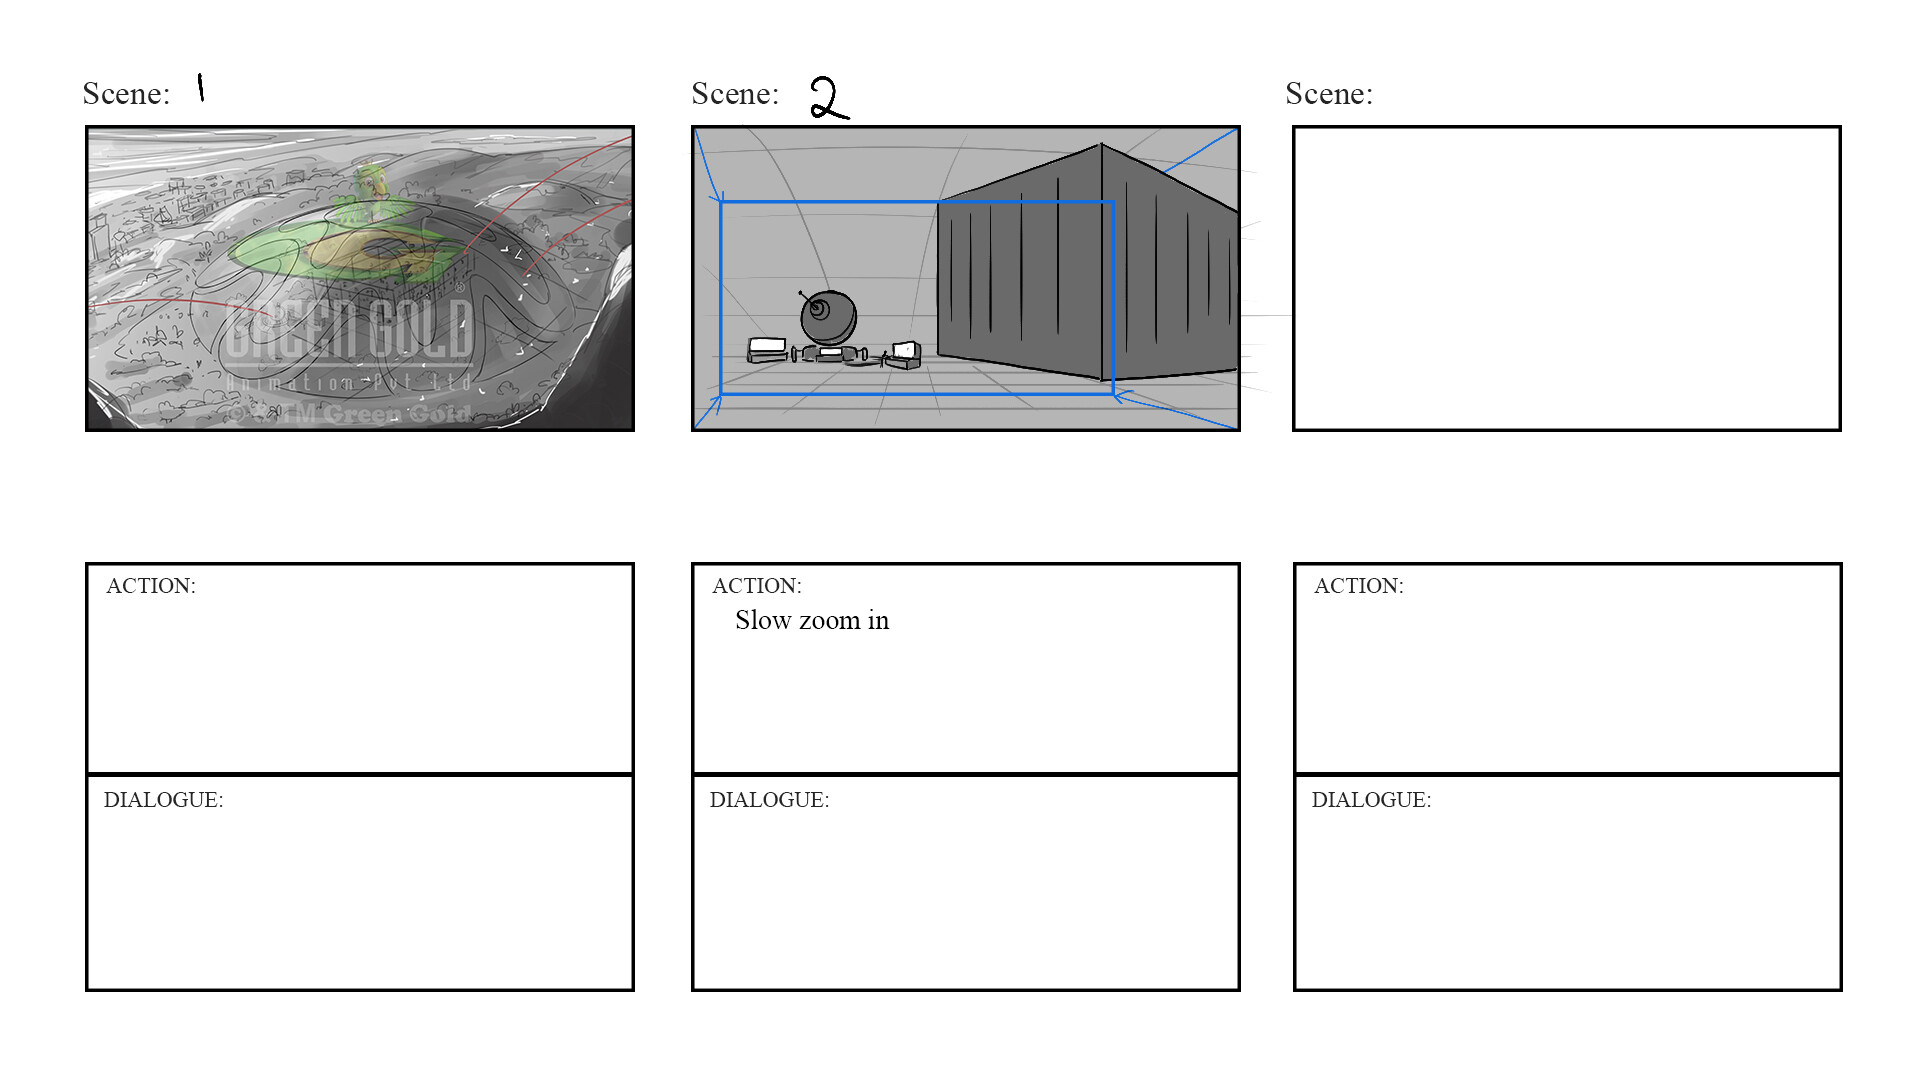 Scene: 1
Scene: 2
Scene:
GREEN GOLD ®
Animation Pvt Ltd
Green Gold
ACTION:
ACTION:
Slow zoom in
ACTION:
DIALOGUE:
DIALOGUE:
DIALOGUE: